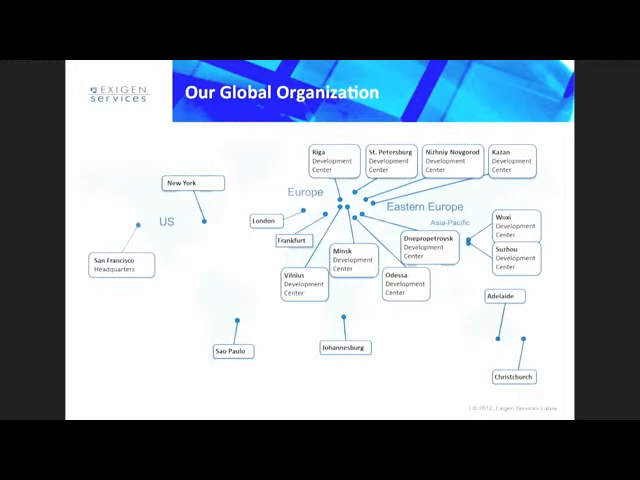 EXIGEN
services
Our Global Organization
Riga
Development
Center
St. Petersburg
Development
Center
Nizhniy Novgorod
Development
Center
Kazan
Development
Center
New York
Europe
Eastern Europe
US
London
Asia-Pacific
Wuxi
Development
Center
Frankfurt
Dnepropetrovsk
Development
Center
Minsk
Development
Center
Suzhou
Development
Center
San Francisco
Headquarters
Vilnius
Development
Center
Odessa
Development
Center
Adelaide
Sao Paulo
Johannesburg
Christchurch
Services Latvia